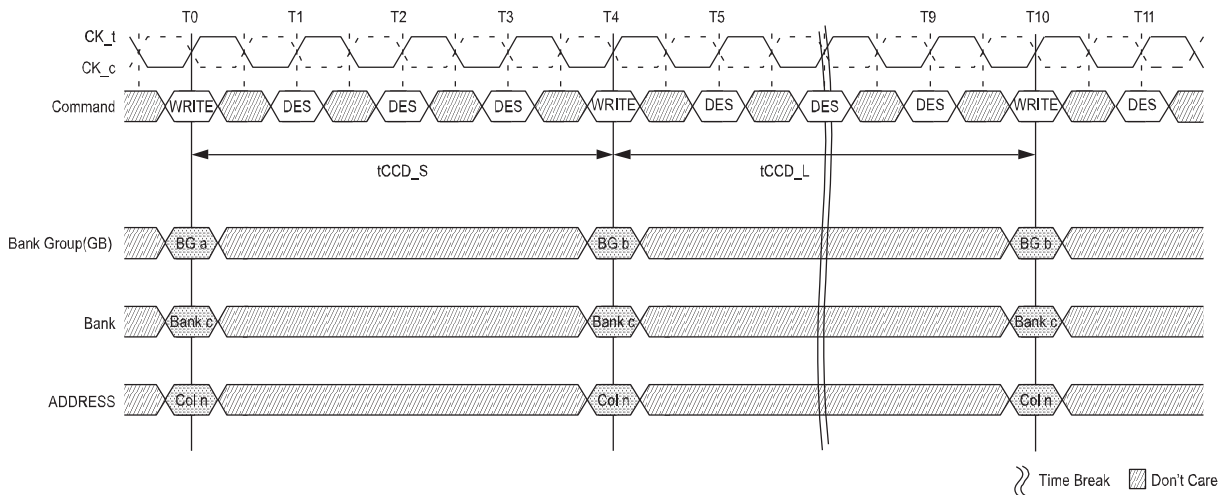 T0 T1 T2 T3 T4 T5 T9 T10 T11
CK_t
CK_c
Command WRITE DES DES DES WRITE DES DES DES WRITE DES
tCCD_S tCCD_L
Bank Group(GB) BG a BG b BG b
Bank Bank c Bank c Bank c
ADDRESS Col n Col n Col n
Time Break Don't Care